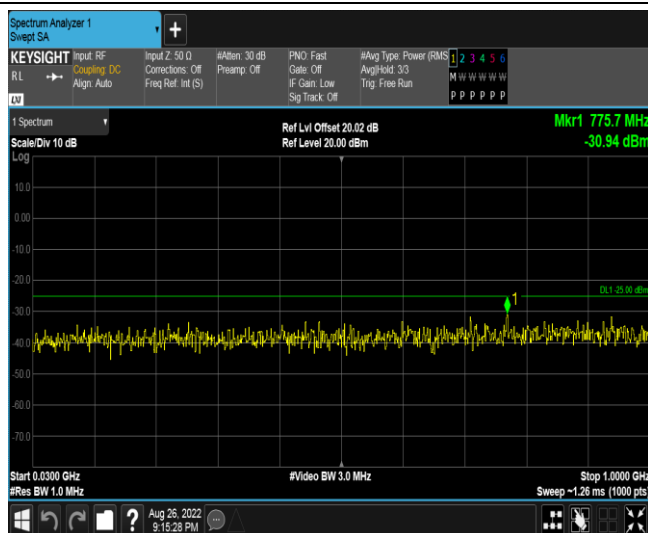 Spectrum Analyzer 1
Swept SA
+
KEYSIGHT
RL
LXI
Input: RF
Coupling: DC
Align: Auto
Input Z: 50 Ω
Corrections: Off
Freq Ref: Int (S)
#Atten: 30 dB
Preamp: Off
PNO: Fast
Gate: Off
IF Gain: Low
Sig Track: Off
#Avg Type: Power (RMS
Avg|Hold: 3/3
Trig: Free Run
1 2 3 4 5 6
M W W W W W
P P P P P P
1 Spectrum
Scale/Div 10 dB
Log
Ref Lvl Offset 20.02 dB
Ref Level 20.00 dBm
Mkr1 775.7 MHz
-30.94 dBm
10.0
0.00
-10.0
-20.0
-30.0
-40.0
-50.0
-60.0
-70.0
DL1 -25.00 dBm
1
Start 0.0300 GHz
#Res BW 1.0 MHz
#Video BW 3.0 MHz
Stop 1.0000 GHz
Sweep ~1.26 ms (1000 pts)
?
Aug 26, 2022
9:15:28 PM